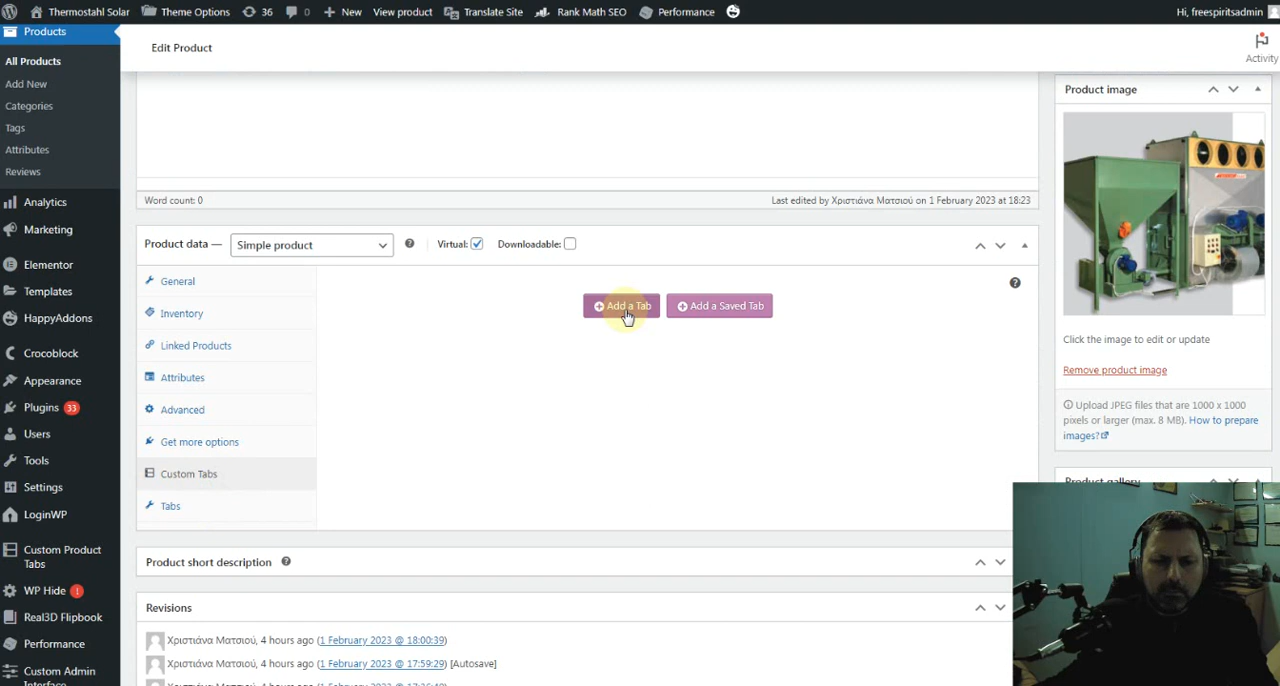 Thermostahl Solar
Theme Options
36
0
New
View product
Translate Site
Rank Math SEO
Performance
Hi, freespiritsadmin
Products
All Products
Add New
Categories
Tags
Attributes
Reviews
Analytics
Marketing
Elementor
Templates
HappyAddons
Crocoblock
Appearance
Plugins 33
Users
Tools
Settings
LoginWP
Custom Product
Tabs
WP Hide 1
Real3D Flipbook
Performance
Custom Admin
Interface
Edit Product
Activity
Word count: 0
Last edited by Χριστιάνα Ματσιού on 1 February 2023 at 18:23
Product data —
Simple product
Virtual:
Downloadable:
General
Inventory
Linked Products
Attributes
Advanced
Get more options
Custom Tabs
Tabs
Add a Tab
Add a Saved Tab
Product short description
Revisions
Χριστιάνα Ματσιού, 4 hours ago (1 February 2023 @ 18:00:39)
Χριστιάνα Ματσιού, 4 hours ago (1 February 2023 @ 17:59:29) [Autosave]
Product image
Click the image to edit or update
Remove product image
Upload JPEG files that are 1000 x 1000
pixels or larger (max. 8 MB). How to prepare
images?
Product gallery